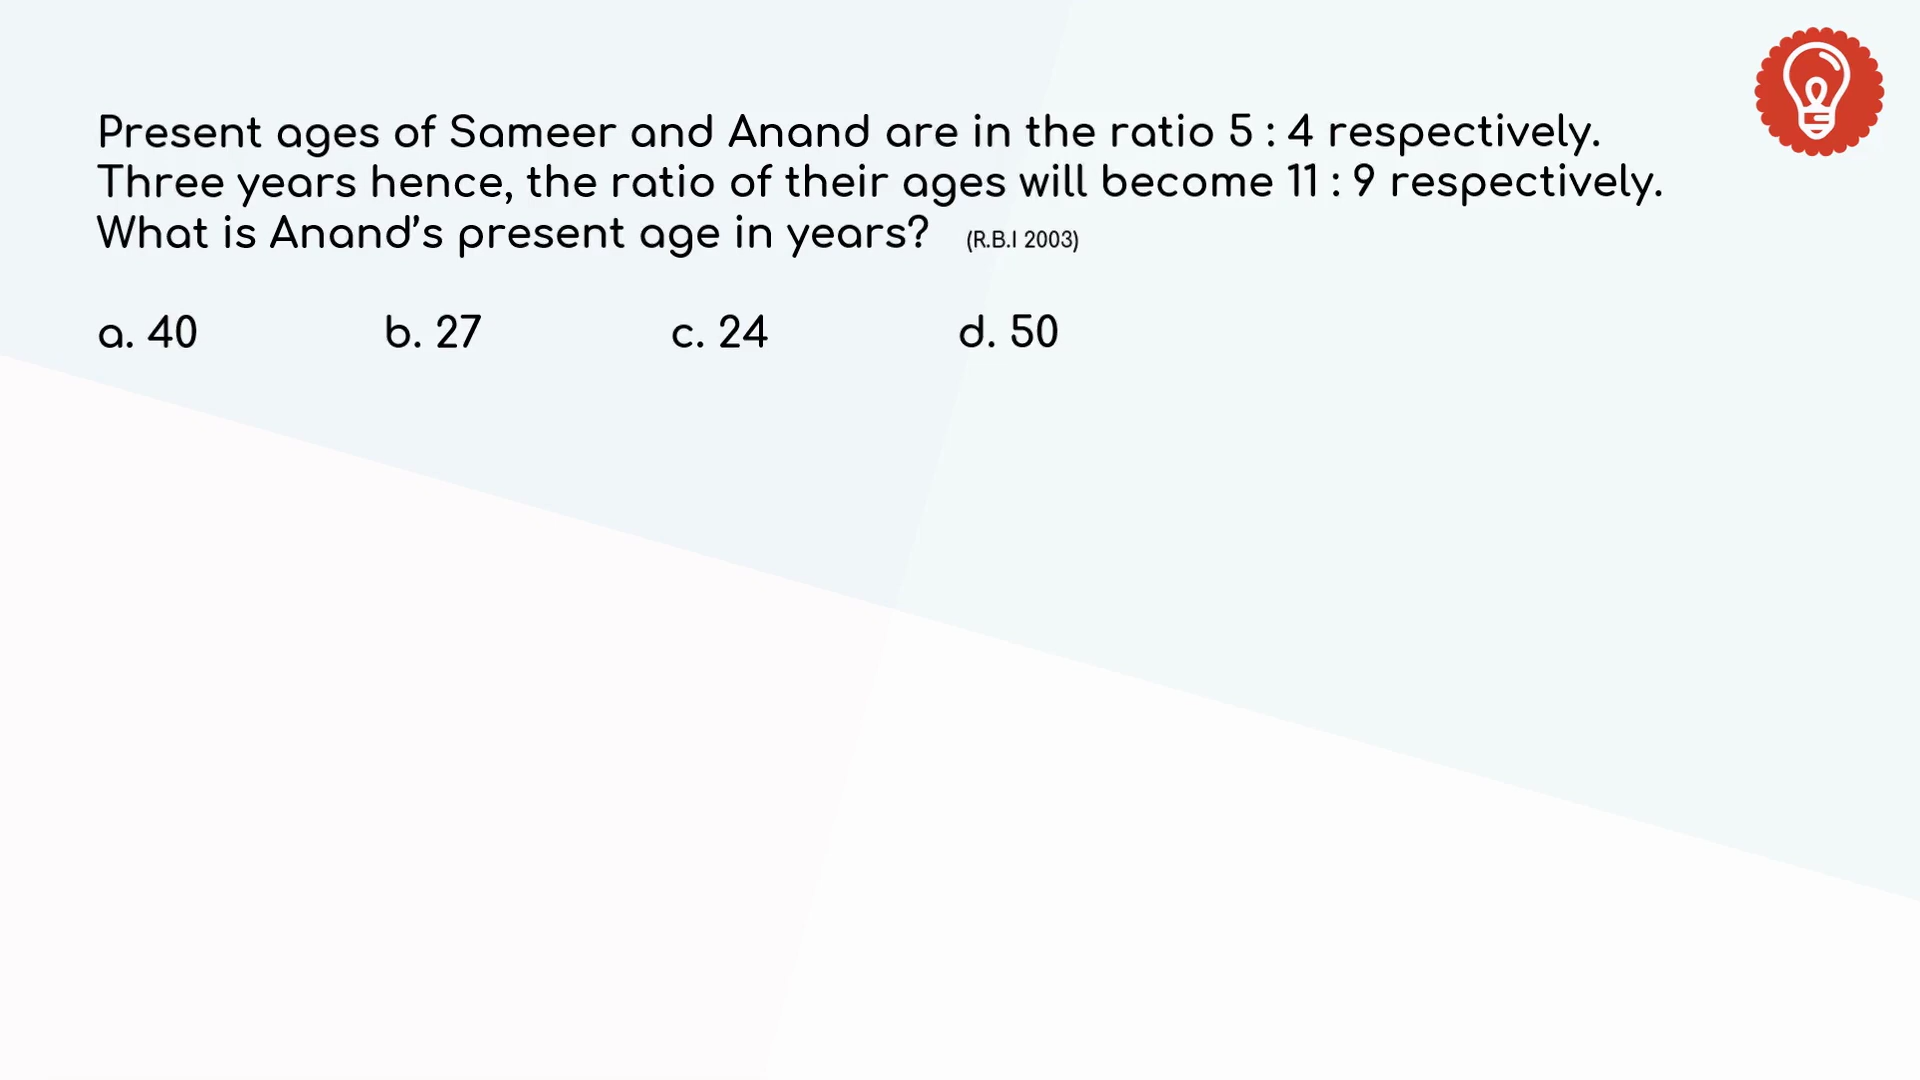 Present ages of Sameer and Anand are in the ratio 5 : 4 respectively.
Three years hence, the ratio of their ages will become 11 : 9 respectively.
What is Anand’s present age in years? (R.B.I 2003)
a. 40 b. 27 c. 24 d. 50